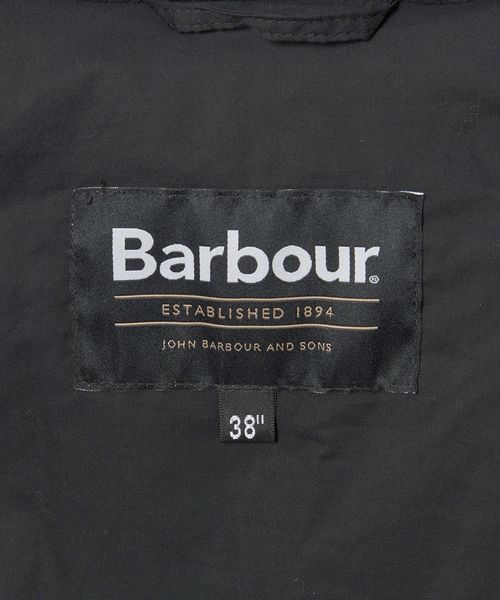 Barbour®
ESTABLISHED 1894
JOHN BARBOUR AND SONS
38"